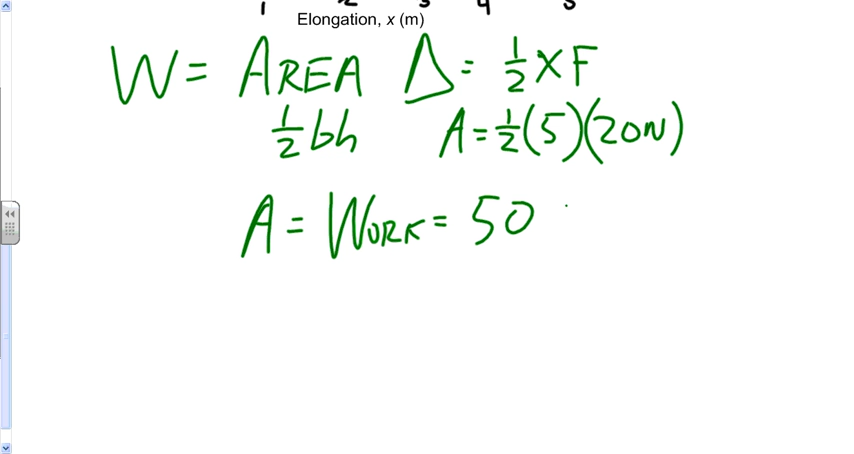 Elongation, x (m)
W = AREA Δ = 1/2 x F
1/2 bh A = 1/2 (5)(20N)
A = WORK = 50